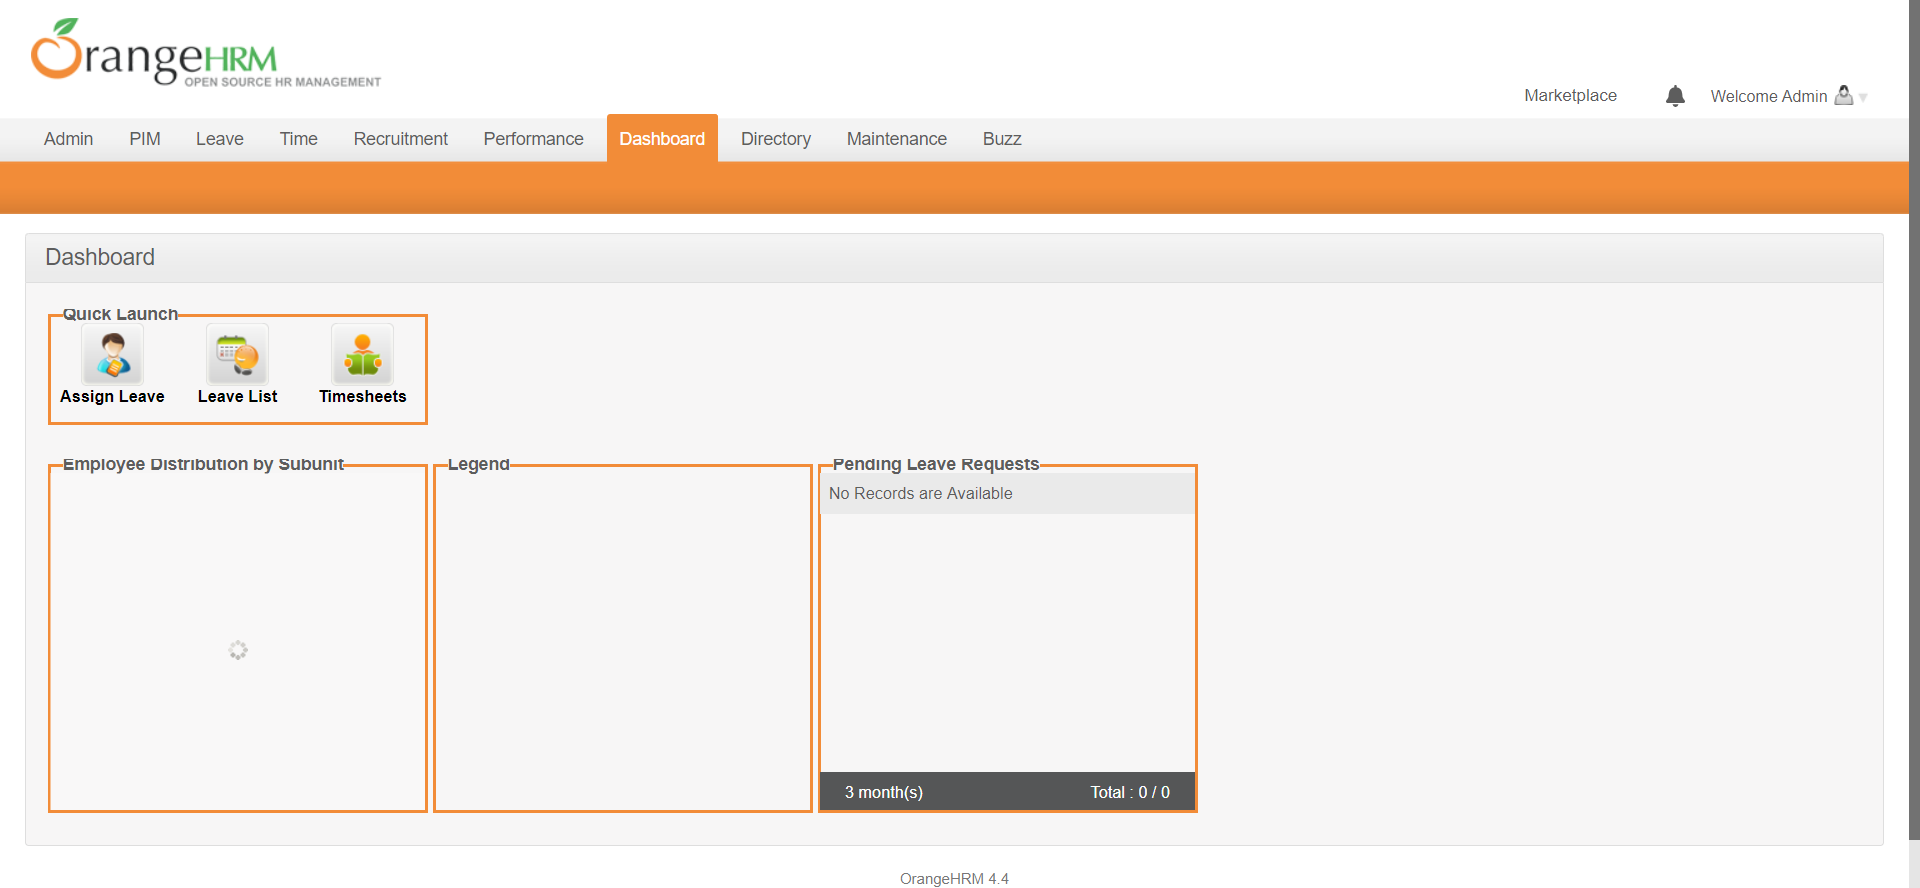 OrangeHRM
OPEN SOURCE HR MANAGEMENT
Marketplace
Welcome Admin
Admin PIM Leave Time Recruitment Performance Dashboard Directory Maintenance Buzz
Dashboard
Quick Launch
Assign Leave Leave List Timesheets
Employee Distribution by Subunit Legend Pending Leave Requests
No Records are Available
3 month(s) Total : 0 / 0
OrangeHRM 4.4